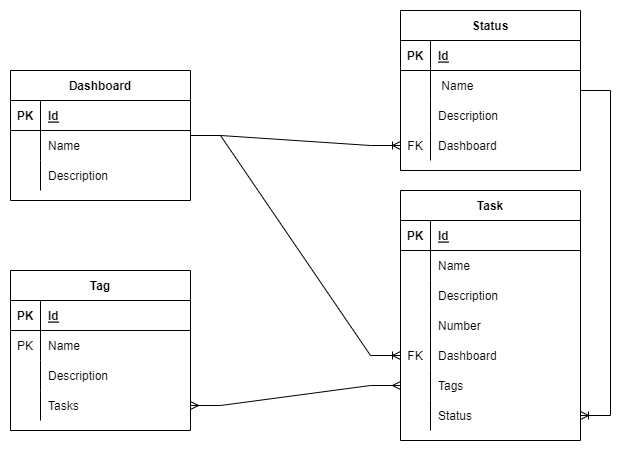 Dashboard
PK Id
Name
Description
Status
PK Id
Name
Description
FK Dashboard
Tag
PK Id
PK Name
Description
Tasks
Task
PK Id
Name
Description
Number
FK Dashboard
Tags
Status